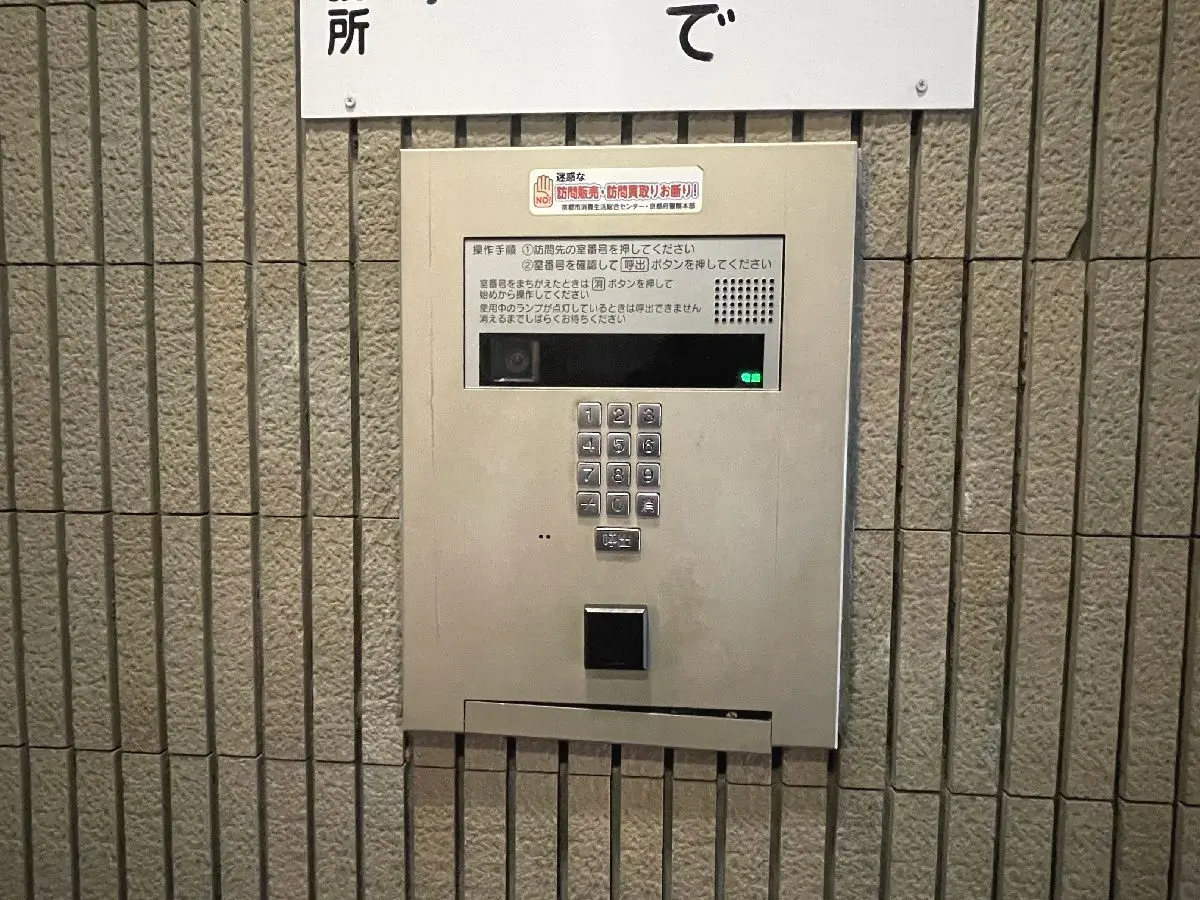 所
で
迷惑な
NO!
訪問販売・訪問買取りお断り!
京都市消費生活総合センター・京都府警察本部
操作手順 ①訪問先の室番号を押してください
②室番号を確認して 呼出 ボタンを押してください
室番号をまちがえたときは 消 ボタンを押して
始めから操作してください
使用中のランプが点灯しているときは呼出できません
消えるまでしばらくお待ちください
1 2 3
4 5 6
7 8 9
0
呼出